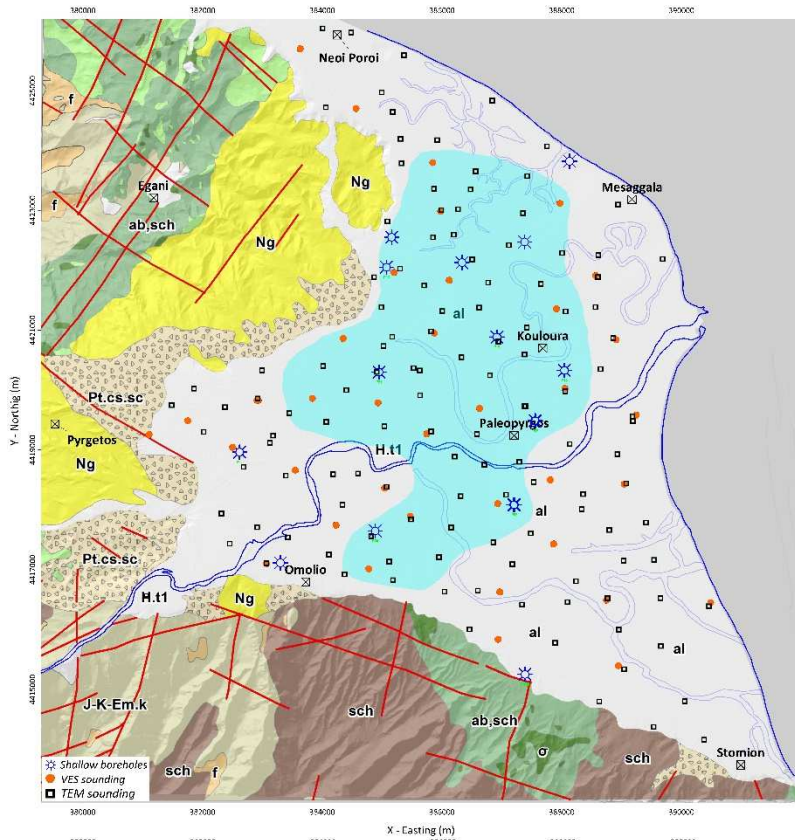 380000 382000 384000 386000 388000 390000
Neoi Poroi
4425000
f
Egani
Ng
Mesaggala
4423000
f
ab,sch
Ng
4421000
al
Kouloura
Pt.cs.sc
Paleopyrgos
Pyrgetos
H.t1
Y - Northig (m)
Ng
al
Pt.cs.sc
4417000
Omolio
H.t1
Ng
al
al
J-K-Em.k
4415000
sch
ab,sch
σ
Stomion
sch
f
sch
Shallow boreholes
VES sounding
TEM sounding
380000
X - Easting (m)